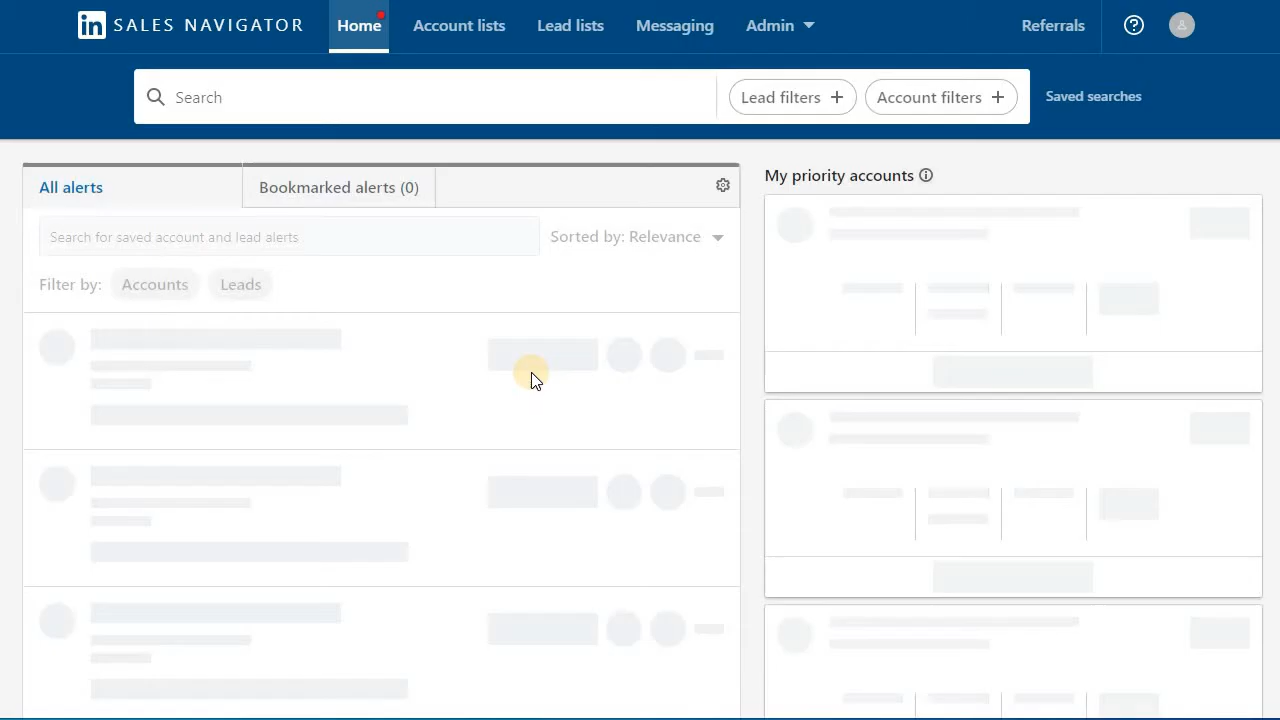 in SALES NAVIGATOR
Home
Account lists
Lead lists
Messaging
Admin
Referrals
Search
Lead filters +
Account filters +
Saved searches
All alerts
Bookmarked alerts (0)
Search for saved account and lead alerts
Sorted by: Relevance
Filter by:
Accounts
Leads
My priority accounts